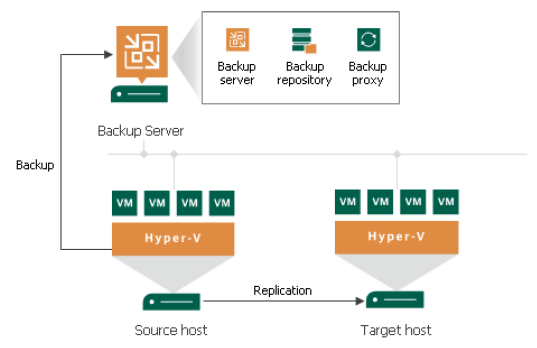 Backup
server
Backup
repository
Backup
proxy
Backup Server
Backup
VM VM VM VM
Hyper-V
VM VM VM VM
Hyper-V
Replication
Source host
Target host